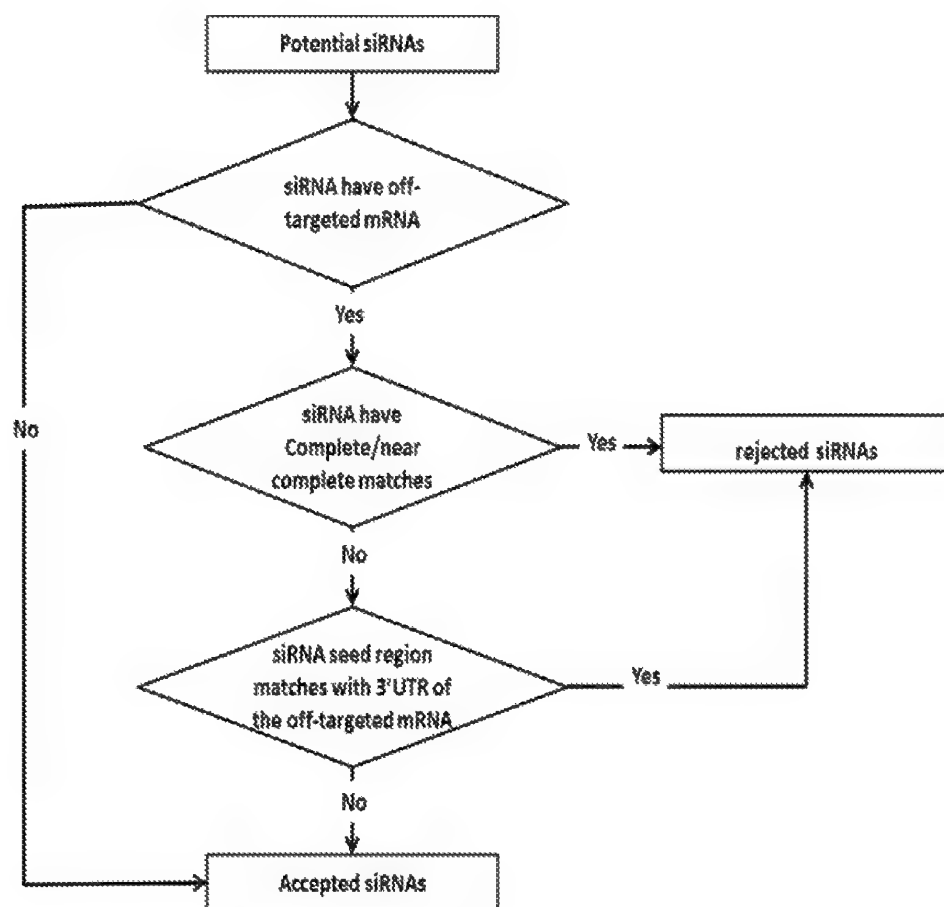 Potential siRNAs
siRNA have off-
targeted mRNA
Yes
No
siRNA have
Complete/near
complete matches
Yes
rejected siRNAs
No
siRNA seed region
matches with 3'UTR of
the off-targeted mRNA
Yes
No
Accepted siRNAs